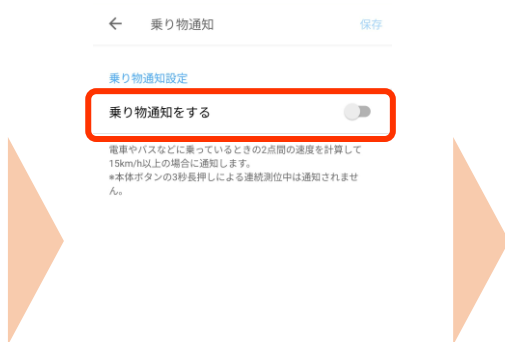 ← 乗り物通知 保存
乗り物通知設定
乗り物通知をする
電車やバスなどに乗っているときの2点間の速度を計算して
15km/h以上の場合に通知します。
※本体ボタンの3秒長押しによる連続測位中は通知されませ
ん。